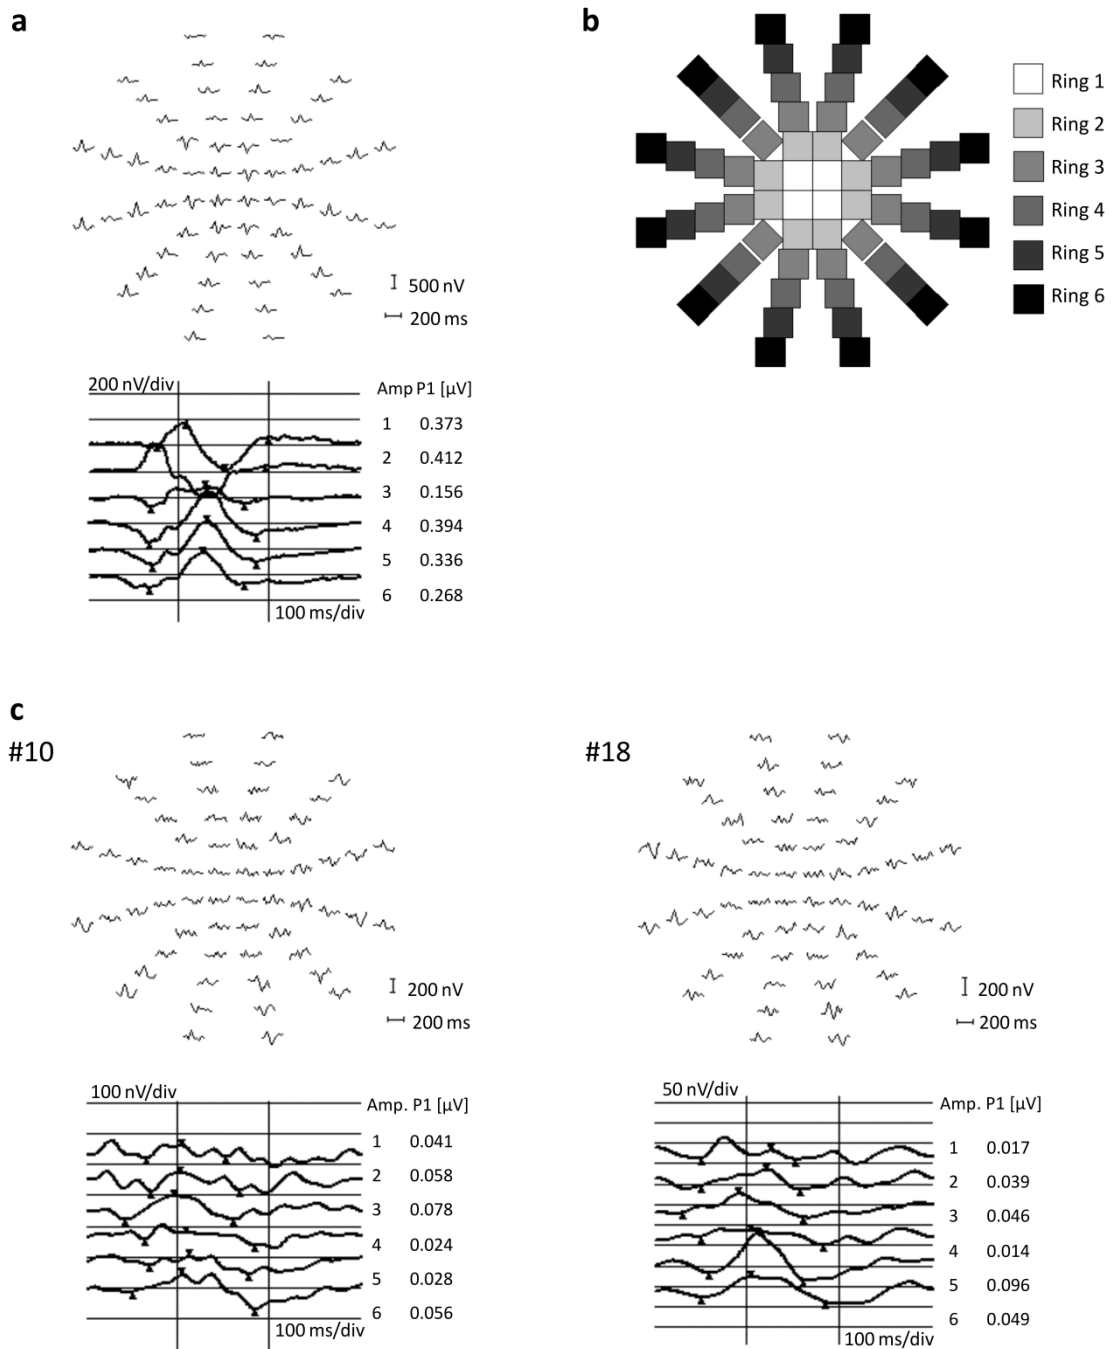 a
500 nV
200 ms
200 nV/div
Amp P1 [µV]
1 0.373
2 0.412
3 0.156
4 0.394
5 0.336
6 0.268
100 ms/div
b
Ring 1
Ring 2
Ring 3
Ring 4
Ring 5
Ring 6
c
#10
200 nV
200 ms
100 nV/div
Amp. P1 [µV]
1 0.041
2 0.058
3 0.078
4 0.024
5 0.028
6 0.056
100 ms/div
#18
200 nV
200 ms
50 nV/div
Amp. P1 [µV]
1 0.017
2 0.039
3 0.046
4 0.014
5 0.096
6 0.049
100 ms/div